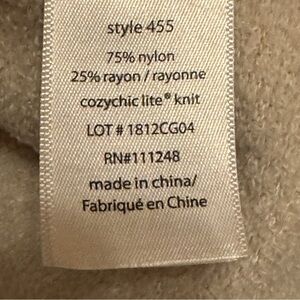 style 455
75% nylon
25% rayon / rayonne
cozychic lite® knit
LOT # 1812CG04
RN#111248
made in china/
Fabriqué en Chine